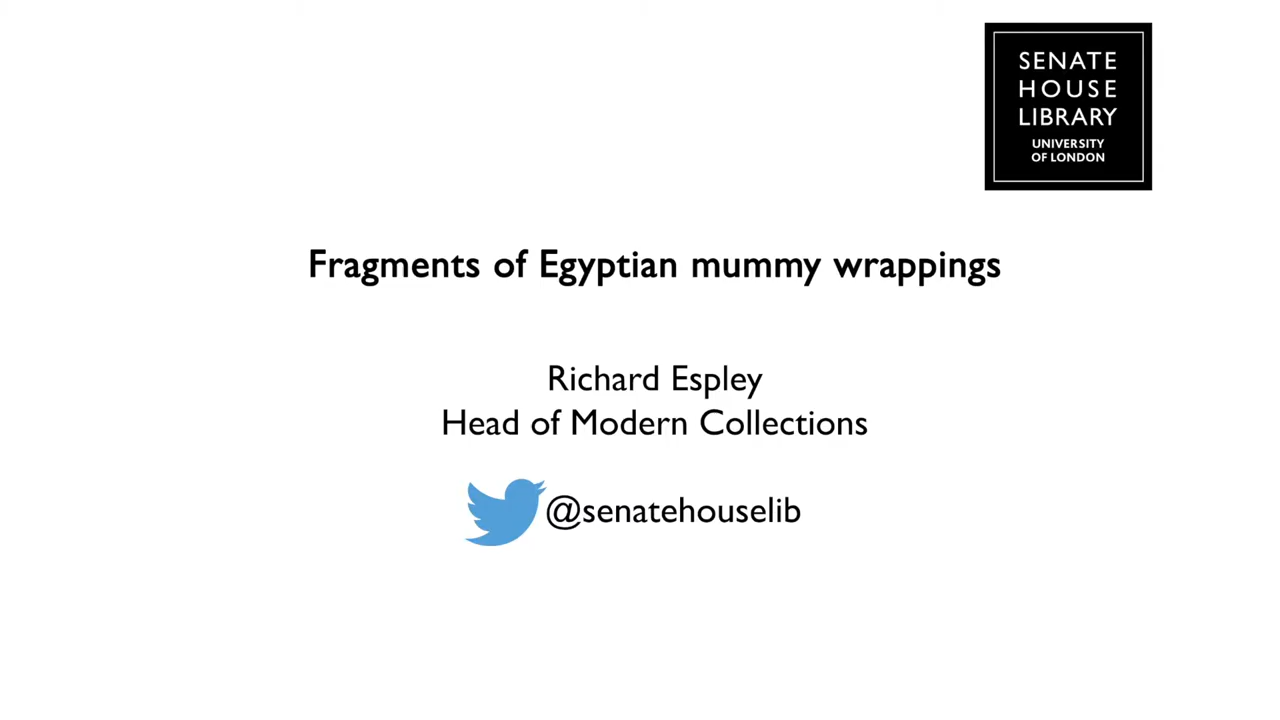 SENATE
HOUSE
LIBRARY
UNIVERSITY
OF LONDON
Fragments of Egyptian mummy wrappings
Richard Espley
Head of Modern Collections
@senatehouselib